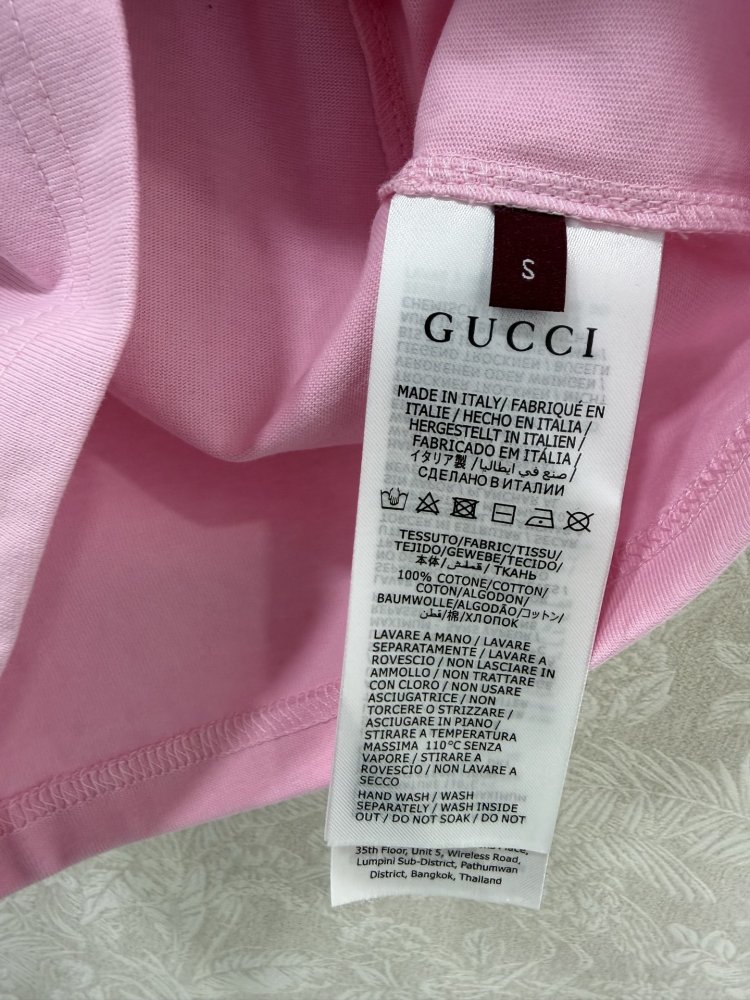 S
GUCCI
MADE IN ITALY/ FABRIQUÉ EN
ITALIE / HECHO EN ITALIA/
HERGESTELLT IN ITALIEN /
FABRICADO EM ITÁLIA /
イタリア製 / صنع في ايطاليا /
СДЕЛАНО В ИТАЛИИ
TESSUTO/FABRIC/TISSU/
TEJIDO/GEWEBE/TECIDO/
本体/قطش/ ТКАНЬ
100% COTONE/COTTON/
COTON/ALGODON/
BAUMWOLLE/ALGODÃO/コットン/
قطن/棉/ХЛОПОК
LAVARE A MANO / LAVARE
SEPARATAMENTE / LAVARE A
ROVESCIO / NON LASCIARE IN
AMMOLLO / NON TRATTARE
CON CLORO / NON USARE
ASCIUGATRICE / NON
TORCERE O STRIZZARE /
ASCIUGARE IN PIANO /
STIRARE A TEMPERATURA
MASSIMA 110°C SENZA
VAPORE / STIRARE A
ROVESCIO / NON LAVARE A
SECCO
HAND WASH / WASH
SEPARATELY / WASH INSIDE
OUT / DO NOT SOAK / DO NOT
Place,
35th Floor, Unit 5, Wireless Road,
Lumpini Sub-District, Pathumwan
District, Bangkok, Thailand